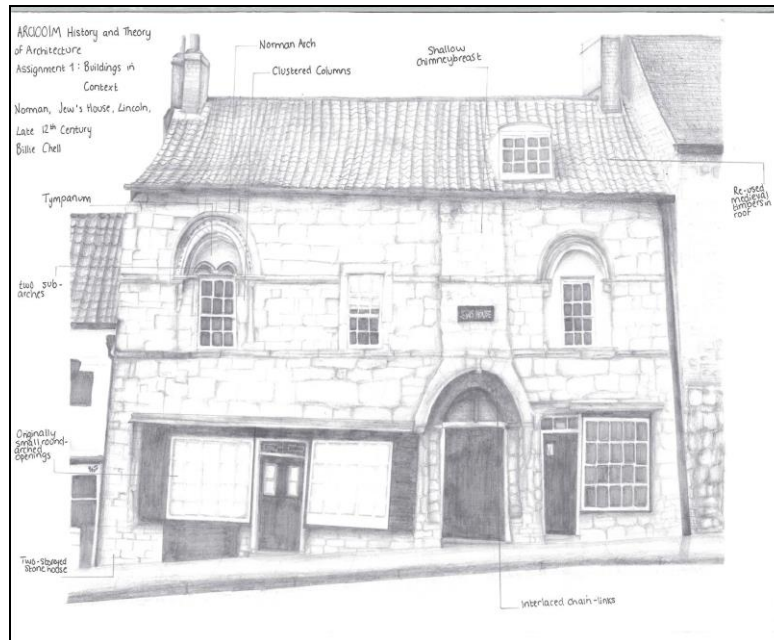 ARC1001M History and Theory
of Architecture
Assignment 1: Buildings in
Context
Norman, Jew's House, Lincoln,
Late 12th Century
Billie Chell
Norman Arch
Clustered Columns
Shallow
Chimneybreast
Tympanum
two sub-
arches
Re-used
medieval
timbers in
roof
JEWS HOUSE
Originally
small, round-
arched
openings
Two-storeyed
stone house
Interlaced Chain-links